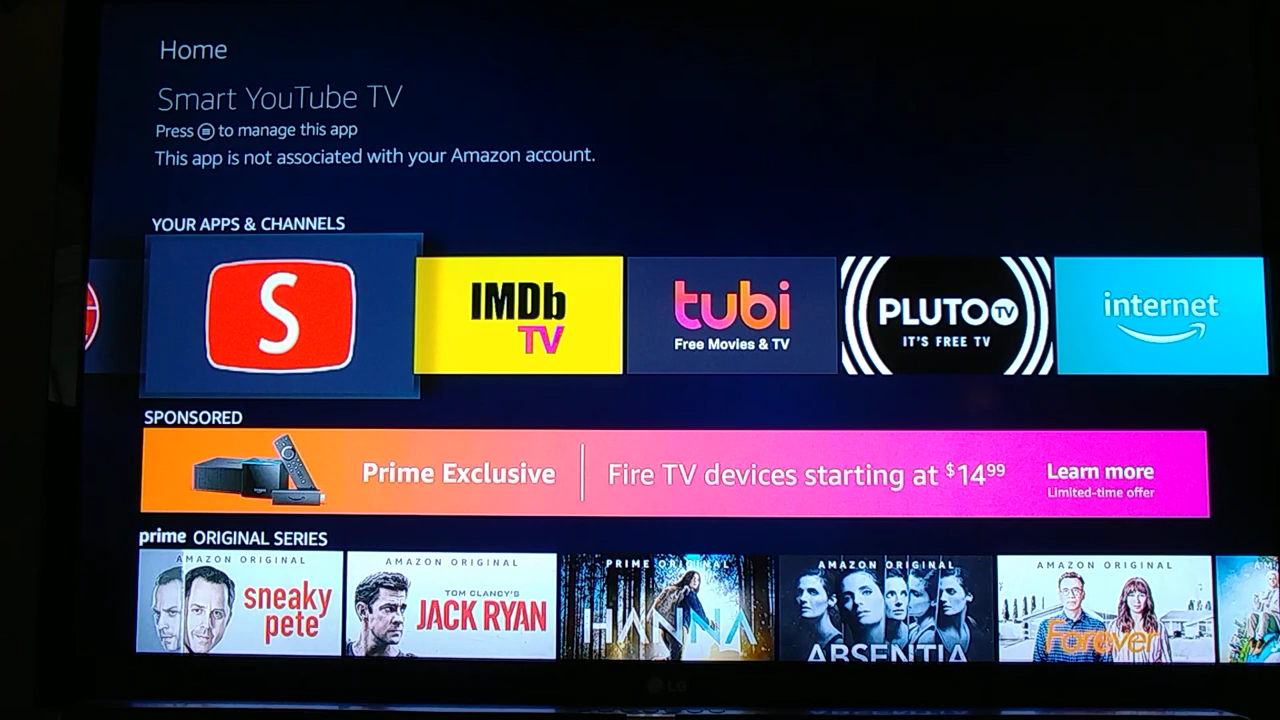 Home
Smart YouTube TV
Press to manage this app
This app is not associated with your Amazon account.
YOUR APPS & CHANNELS
S
IMDb
TV
tubi
Free Movies & TV
PLUTO TV
IT'S FREE TV
internet
SPONSORED
Prime Exclusive
Fire TV devices starting at $14.99
Learn more
Limited-time offer
prime ORIGINAL SERIES
AMAZON ORIGINAL
sneaky
pete
AMAZON ORIGINAL
TOM CLANCY'S
JACK RYAN
PRIME ORIGINAL
HANNA
AMAZON ORIGINAL
ABSENTIA
AMAZON ORIGINAL
Forever
LG